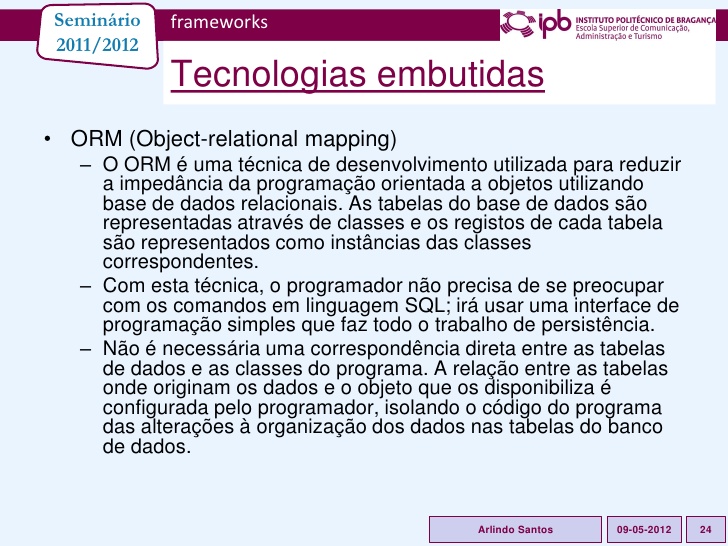 Seminário
2011/2012
frameworks
ipb INSTITUTO POLITÉCNICO DE BRAGANÇA
Escola Superior de Comunicação,
Administração e Turismo
Tecnologias embutidas
• ORM (Object-relational mapping)
– O ORM é uma técnica de desenvolvimento utilizada para reduzir
a impedância da programação orientada a objetos utilizando
base de dados relacionais. As tabelas do base de dados são
representadas através de classes e os registos de cada tabela
são representados como instâncias das classes
correspondentes.
– Com esta técnica, o programador não precisa de se preocupar
com os comandos em linguagem SQL; irá usar uma interface de
programação simples que faz todo o trabalho de persistência.
– Não é necessária uma correspondência direta entre as tabelas
de dados e as classes do programa. A relação entre as tabelas
onde originam os dados e o objeto que os disponibiliza é
configurada pelo programador, isolando o código do programa
das alterações à organização dos dados nas tabelas do banco
de dados.
Arlindo Santos 09-05-2012 24